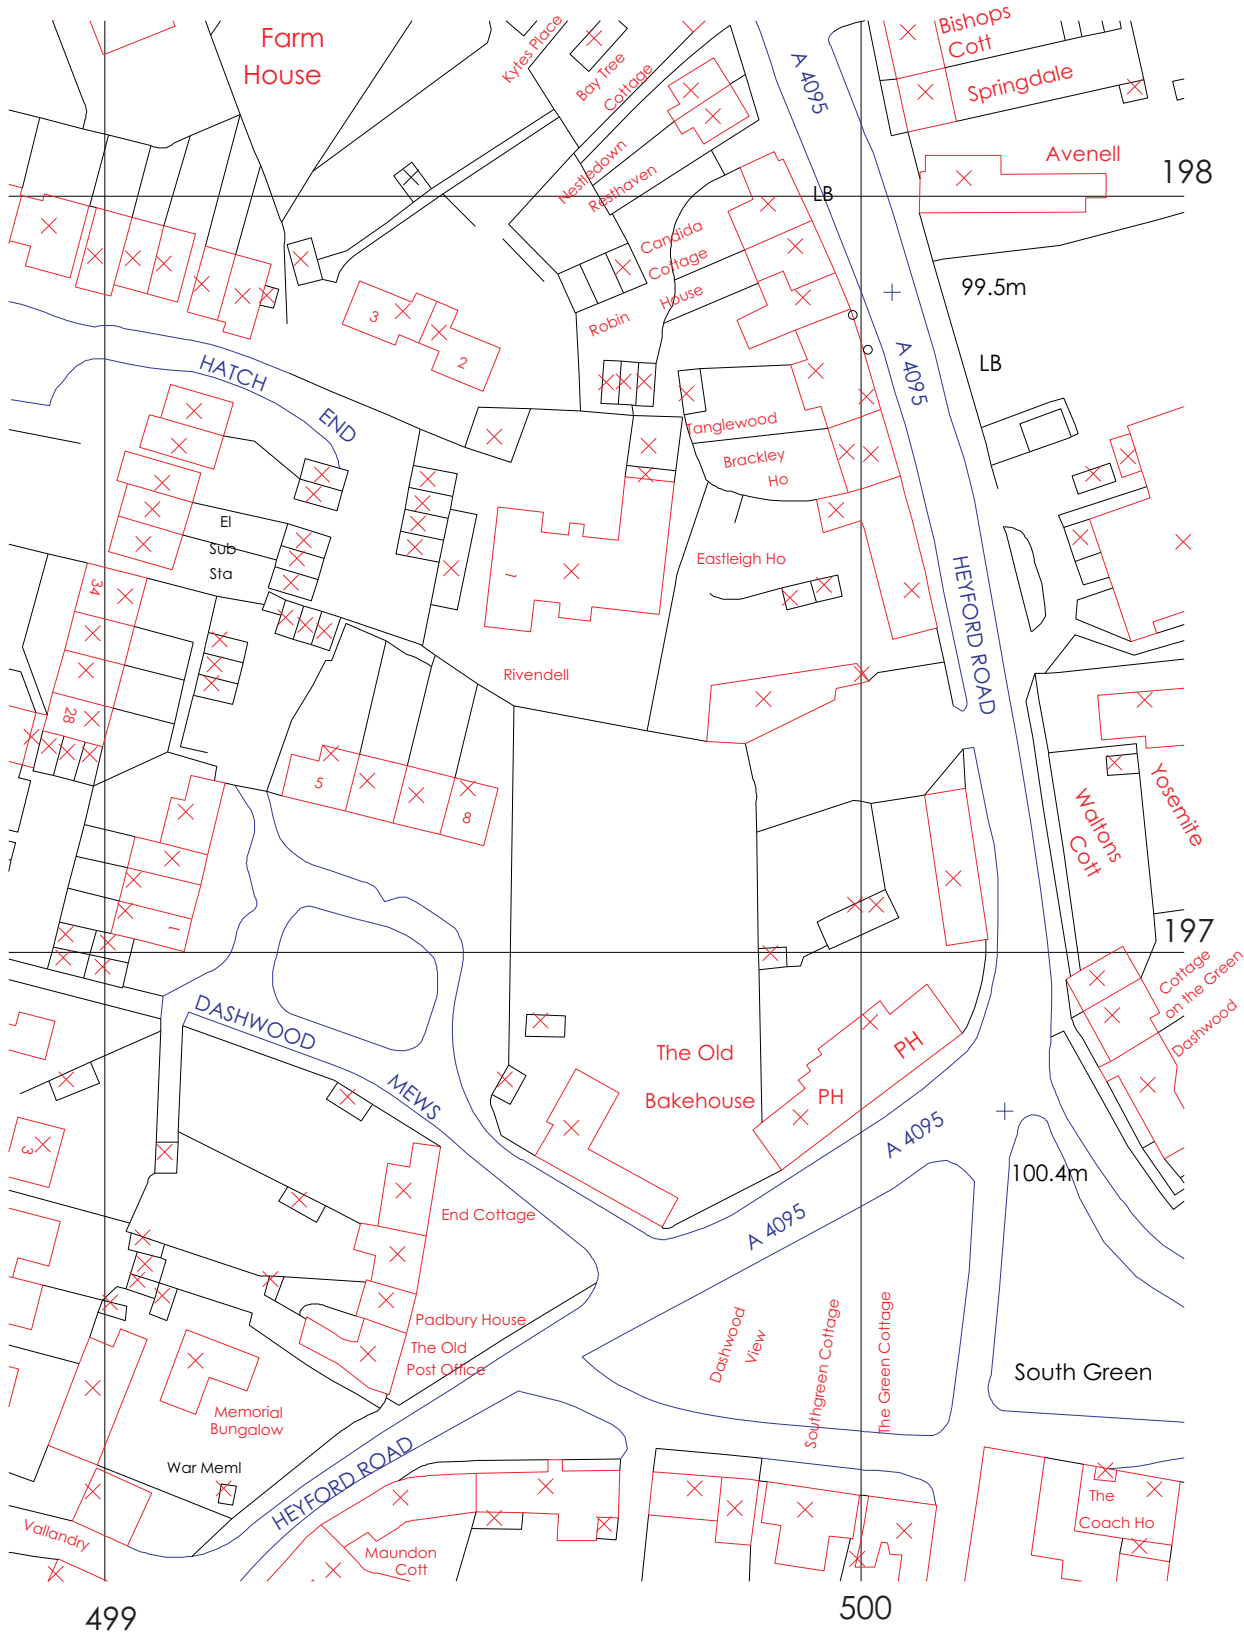 Farm
House
Kytes Place
Bay Tree
Cottage
A 4095
Bishops
Cott
Springdale
Avenell
198
Nestledown
Resthaven
LB
Candida
Cottage
House
Robin
99.5m
LB
3
2
HATCH
END
A 4095
Tanglewood
Brackley
Ho
El
Sub
Sta
1
Eastleigh Ho
HEYFORD ROAD
34
28
Rivendell
5
8
Yosemite
Waltons
Cott
1
197
Cottage
on the Green
Dashwood
DASHWOOD
MEWS
The Old
Bakehouse
PH
PH
A 4095
3
100.4m
End Cottage
A 4095
Padbury House
The Old
Post Office
Dashwood
View
Southgreen Cottage
The Green Cottage
South Green
Memorial
Bungalow
War Meml
HEYFORD ROAD
Vallandry
Maundon
Cott
The
Coach Ho
499
500